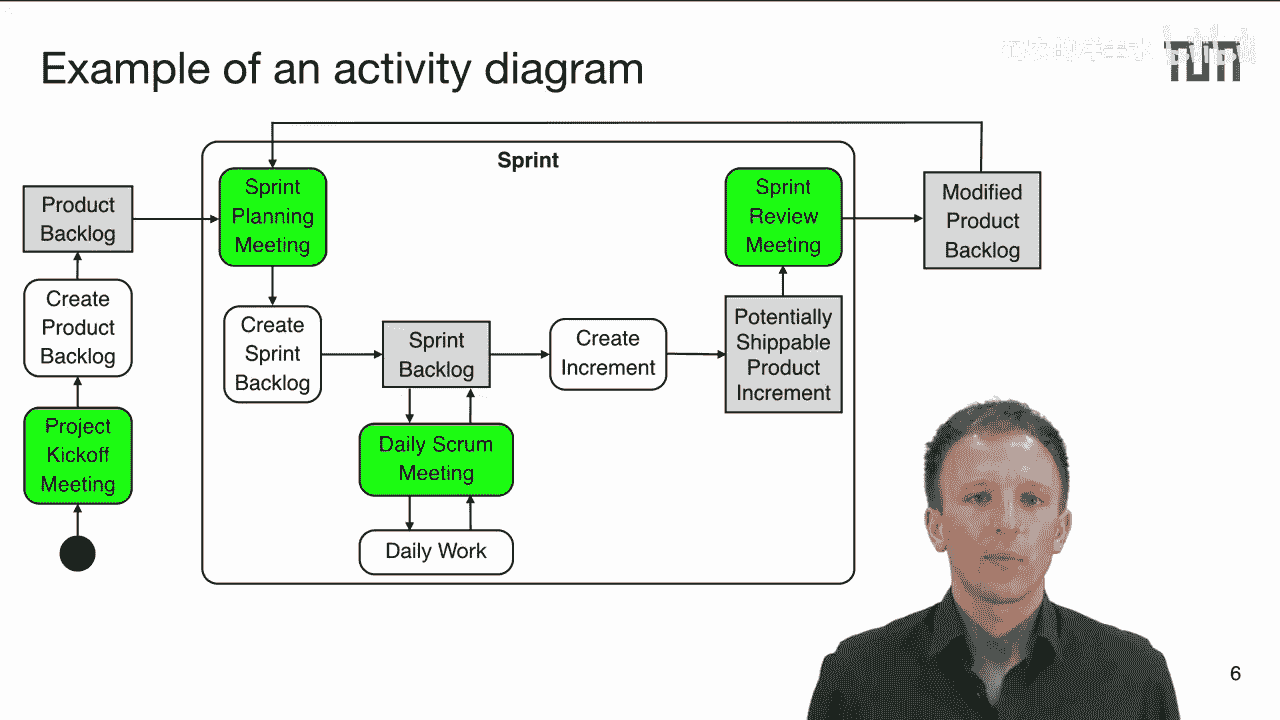 Example of an activity diagram
TUM
Sprint
Product
Backlog
Create
Product
Backlog
Project
Kickoff
Meeting
Sprint
Planning
Meeting
Create
Sprint
Backlog
Sprint
Backlog
Daily Scrum
Meeting
Daily Work
Create
Increment
Potentially
Shippable
Product
Increment
Sprint
Review
Meeting
Modified
Product
Backlog
6